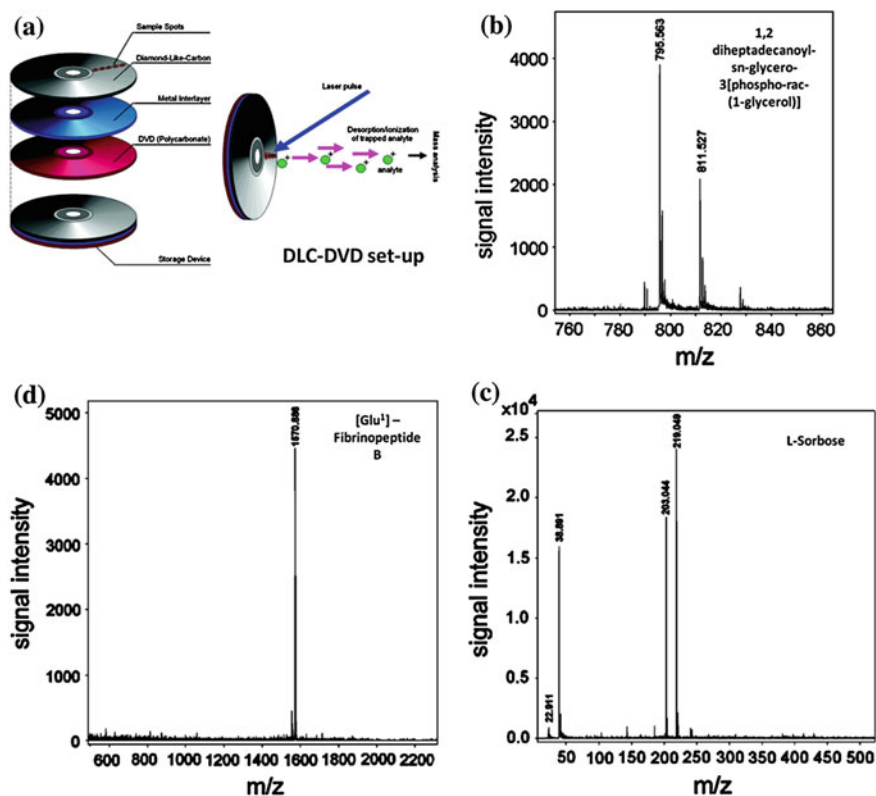 (a)
Sample Spots
Diamond-Like-Carbon
Metal Interlayer
DVD (Polycarbonate)
Storage Device
Laser pulse
Desorption/ionization
of trapped analyte
analyte
+
+
+
+
Mass analysis
DLC-DVD set-up
(b)
1,2
diheptadecanoyl-
sn-glycero-
3[phospho-rac-
(1-glycerol)]
795.563
811.527
signal intensity
4000
3000
2000
1000
0
760 780 800 820 840 860
m/z
(d)
[Glu¹] –
Fibrinopeptide
B
signal intensity
5000
4000
3000
2000
1000
0
600 800 1000 1200 1400 1600 1800 2000 2200
m/z
(c)
x10⁴
L-Sorbose
22.911
38.891
203.044
219.049
signal intensity
2.5
2.0
1.5
1.0
0.5
0.0
50 100 150 200 250 300 350 400 450 500
m/z